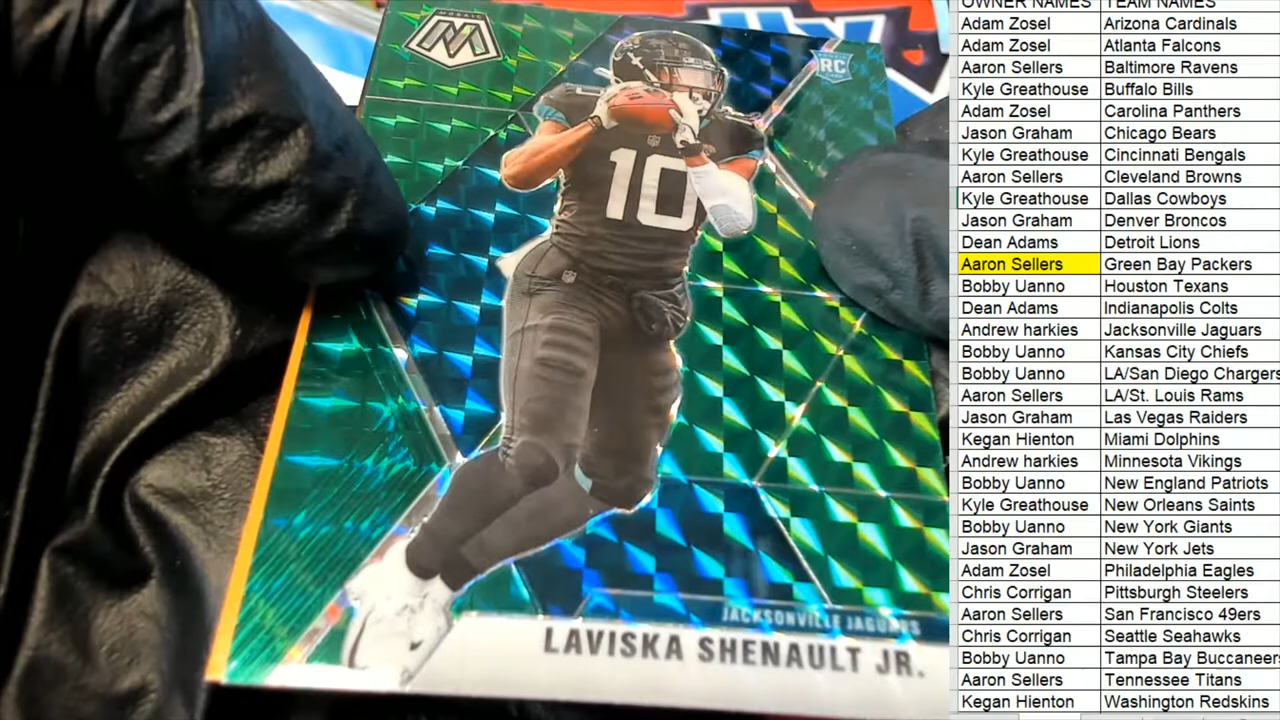 MOSAIC
M
ROOKIE
RC
CARD
10
JACKSONVILLE JAGUARS
LAVISKA SHENAULT JR.
OWNER NAMES TEAM NAMES
Adam Zosel Arizona Cardinals
Adam Zosel Atlanta Falcons
Aaron Sellers Baltimore Ravens
Kyle Greathouse Buffalo Bills
Adam Zosel Carolina Panthers
Jason Graham Chicago Bears
Kyle Greathouse Cincinnati Bengals
Aaron Sellers Cleveland Browns
Kyle Greathouse Dallas Cowboys
Jason Graham Denver Broncos
Dean Adams Detroit Lions
Aaron Sellers Green Bay Packers
Bobby Uanno Houston Texans
Dean Adams Indianapolis Colts
Andrew harkies Jacksonville Jaguars
Bobby Uanno Kansas City Chiefs
Bobby Uanno LA/San Diego Chargers
Aaron Sellers LA/St. Louis Rams
Jason Graham Las Vegas Raiders
Kegan Hienton Miami Dolphins
Andrew harkies Minnesota Vikings
Bobby Uanno New England Patriots
Kyle Greathouse New Orleans Saints
Bobby Uanno New York Giants
Jason Graham New York Jets
Adam Zosel Philadelphia Eagles
Chris Corrigan Pittsburgh Steelers
Aaron Sellers San Francisco 49ers
Chris Corrigan Seattle Seahawks
Bobby Uanno Tampa Bay Buccaneers
Aaron Sellers Tennessee Titans
Kegan Hienton Washington Redskins